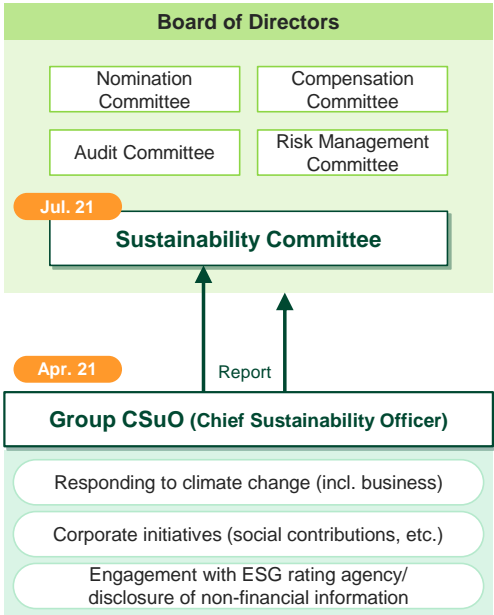 Board of Directors
Nomination
Committee
Compensation
Committee
Audit Committee
Risk Management
Committee
Jul. 21
Sustainability Committee
Apr. 21
Report
Group CSuO (Chief Sustainability Officer)
Responding to climate change (incl. business)
Corporate initiatives (social contributions, etc.)
Engagement with ESG rating agency/
disclosure of non-financial information